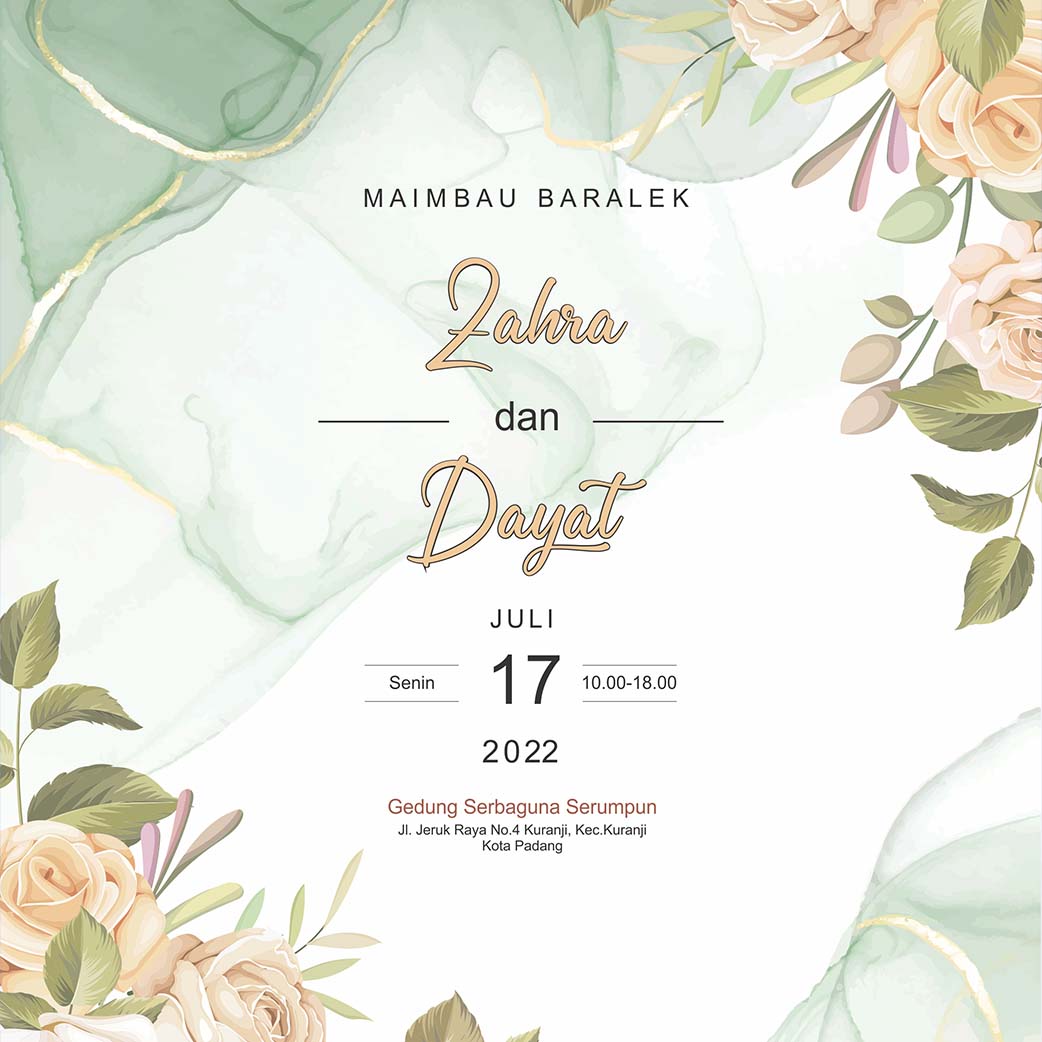 MAIMBAU BARALEK
Zahra
dan
Dayat
JULI
Senin 17 10.00-18.00
2022
Gedung Serbaguna Serumpun
Jl. Jeruk Raya No.4 Kuranji, Kec.Kuranji
Kota Padang